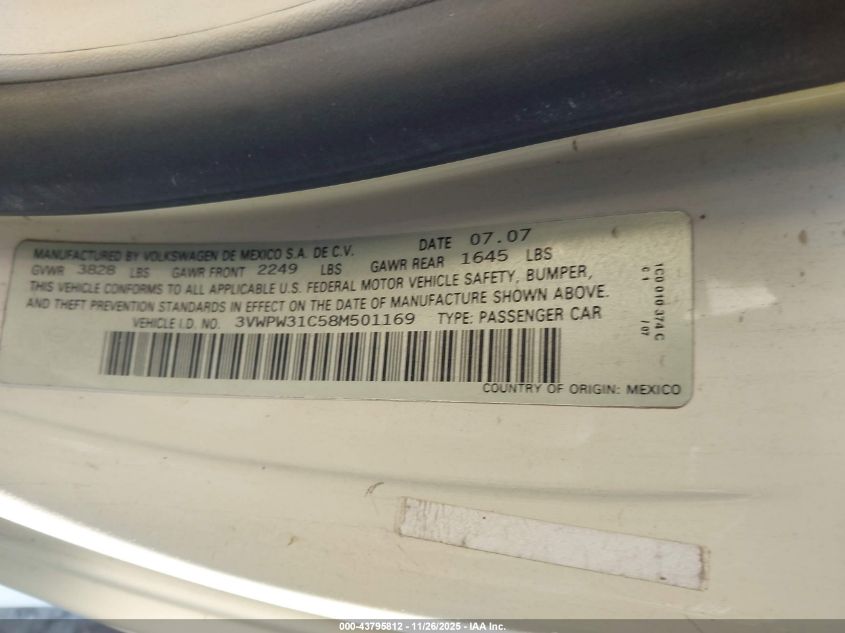 MANUFACTURED BY VOLKSWAGEN DE MEXICO S.A. DE C.V. DATE 07.07
GVWR 3828 LBS GAWR FRONT 2249 LBS GAWR REAR 1645 LBS
THIS VEHICLE CONFORMS TO ALL APPLICABLE U.S. FEDERAL MOTOR VEHICLE SAFETY, BUMPER,
AND THEFT PREVENTION STANDARDS IN EFFECT ON THE DATE OF MANUFACTURE SHOWN ABOVE.
VEHICLE I.D. NO. 3VWPW31C58M501169 TYPE: PASSENGER CAR
COUNTRY OF ORIGIN: MEXICO
1C0 010 374 C
C 1 /07
000-43795812 - 11/26/2025 - IAA Inc.